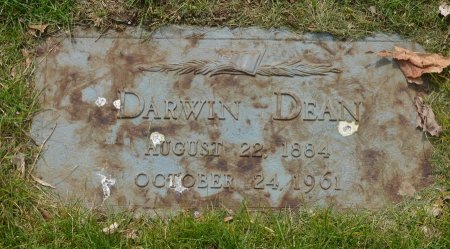 DARWIN DEAN
AUGUST 22, 1884
OCTOBER 24, 1961